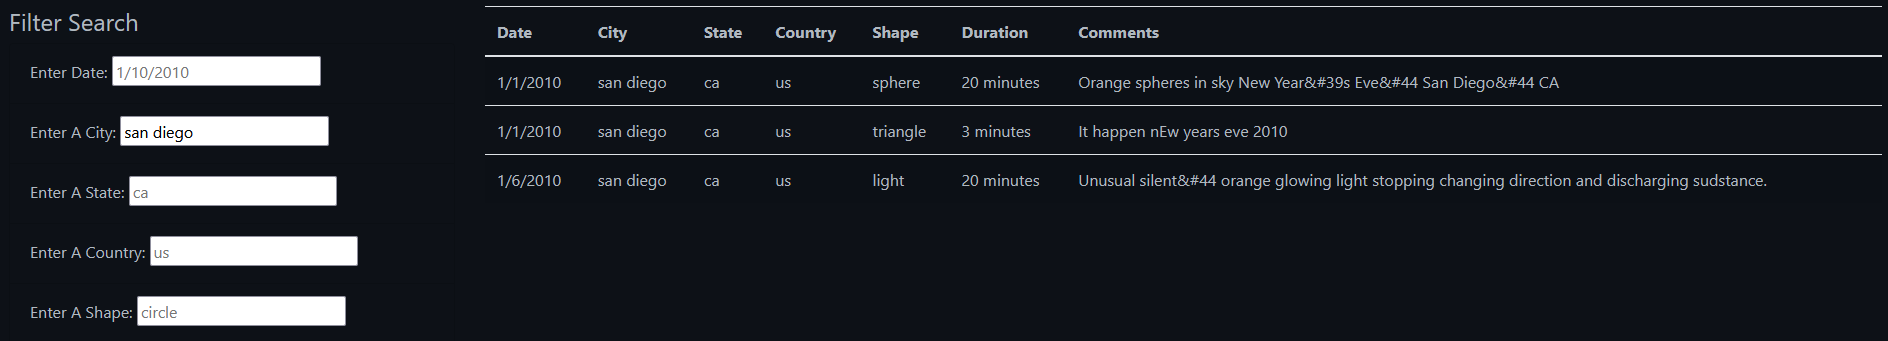 Filter Search
Enter Date: 1/10/2010
Enter A City: san diego
Enter A State: ca
Enter A Country: us
Enter A Shape: circle
Date City State Country Shape Duration Comments
1/1/2010 san diego ca us sphere 20 minutes Orange spheres in sky New Year&#39s Eve&#44 San Diego&#44 CA
1/1/2010 san diego ca us triangle 3 minutes It happen nEw years eve 2010
1/6/2010 san diego ca us light 20 minutes Unusual silent&#44 orange glowing light stopping changing direction and discharging sudstance.